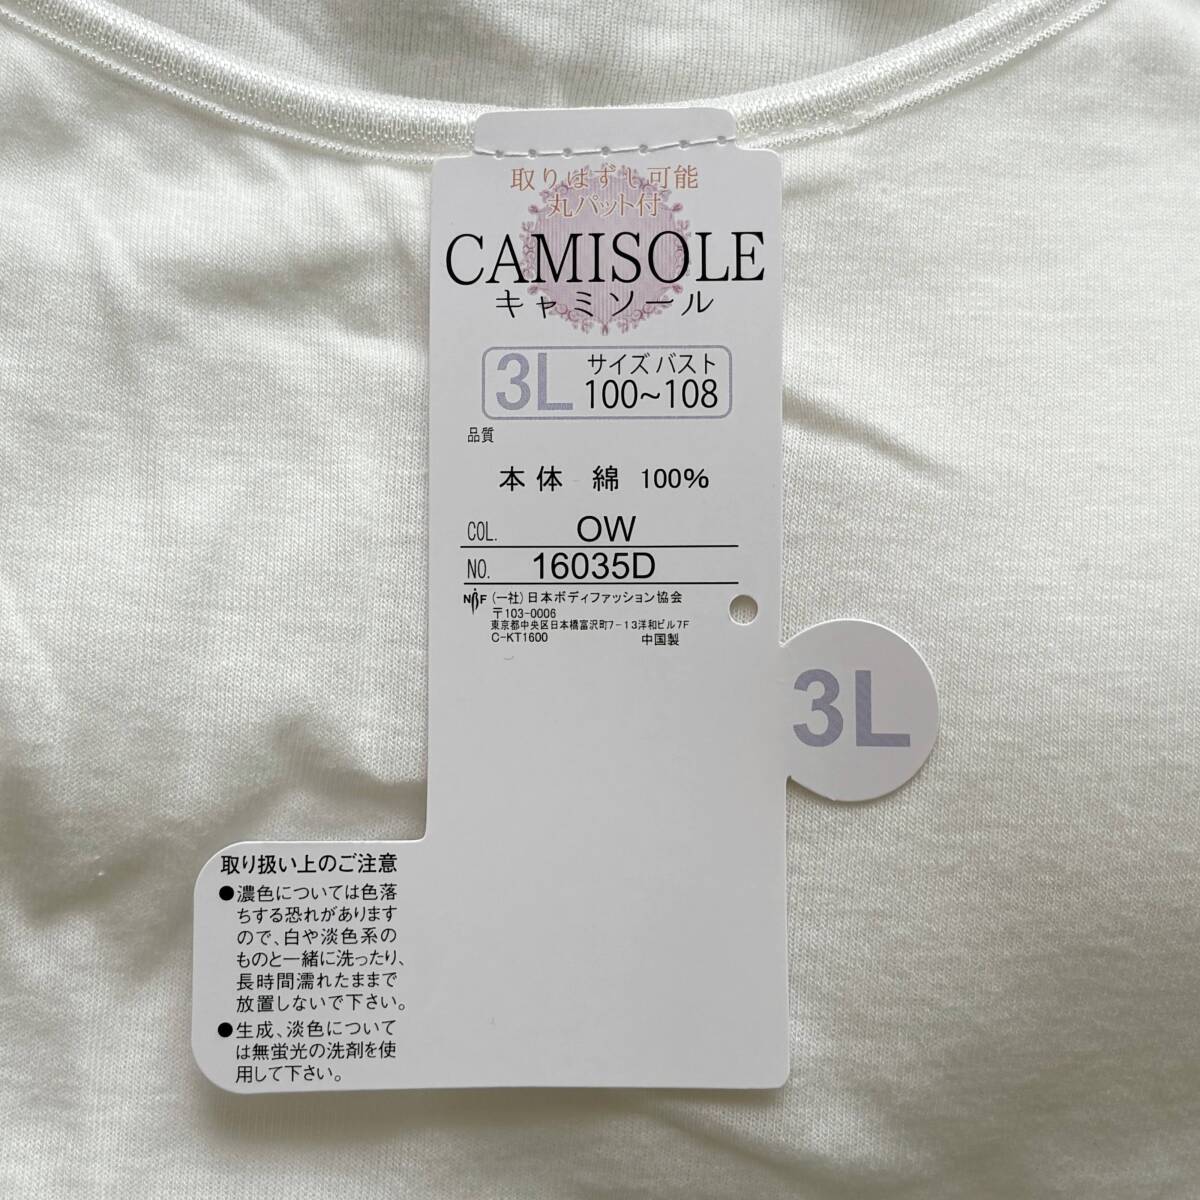 取りはずし可能
丸パット付
CAMISOLE
キャミソール
3L サイズ バスト 100~108
品質
本体 綿 100%
COL. OW
NO. 16035D
NBF (一社)日本ボディファッション協会
〒103-0006
東京都中央区日本橋富沢町7-13洋和ビル7F
C-KT1600 中国製
3L
取り扱い上のご注意
●濃色については色落
ちする恐れがあります
ので、白や淡色系の
ものと一緒に洗ったり、
長時間濡れたままで
放置しないで下さい。
●生成、淡色について
は無蛍光の洗剤を使
用して下さい。